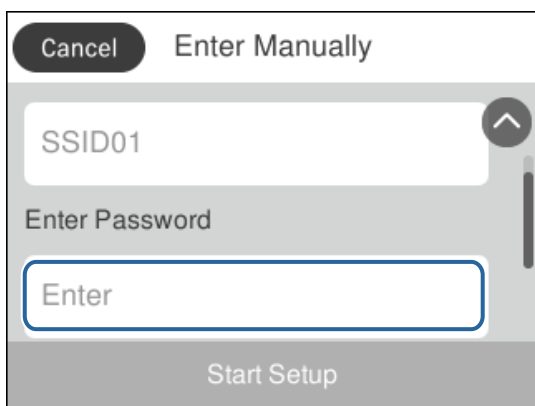 Cancel Enter Manually
SSID01
Enter Password
Enter
Start Setup